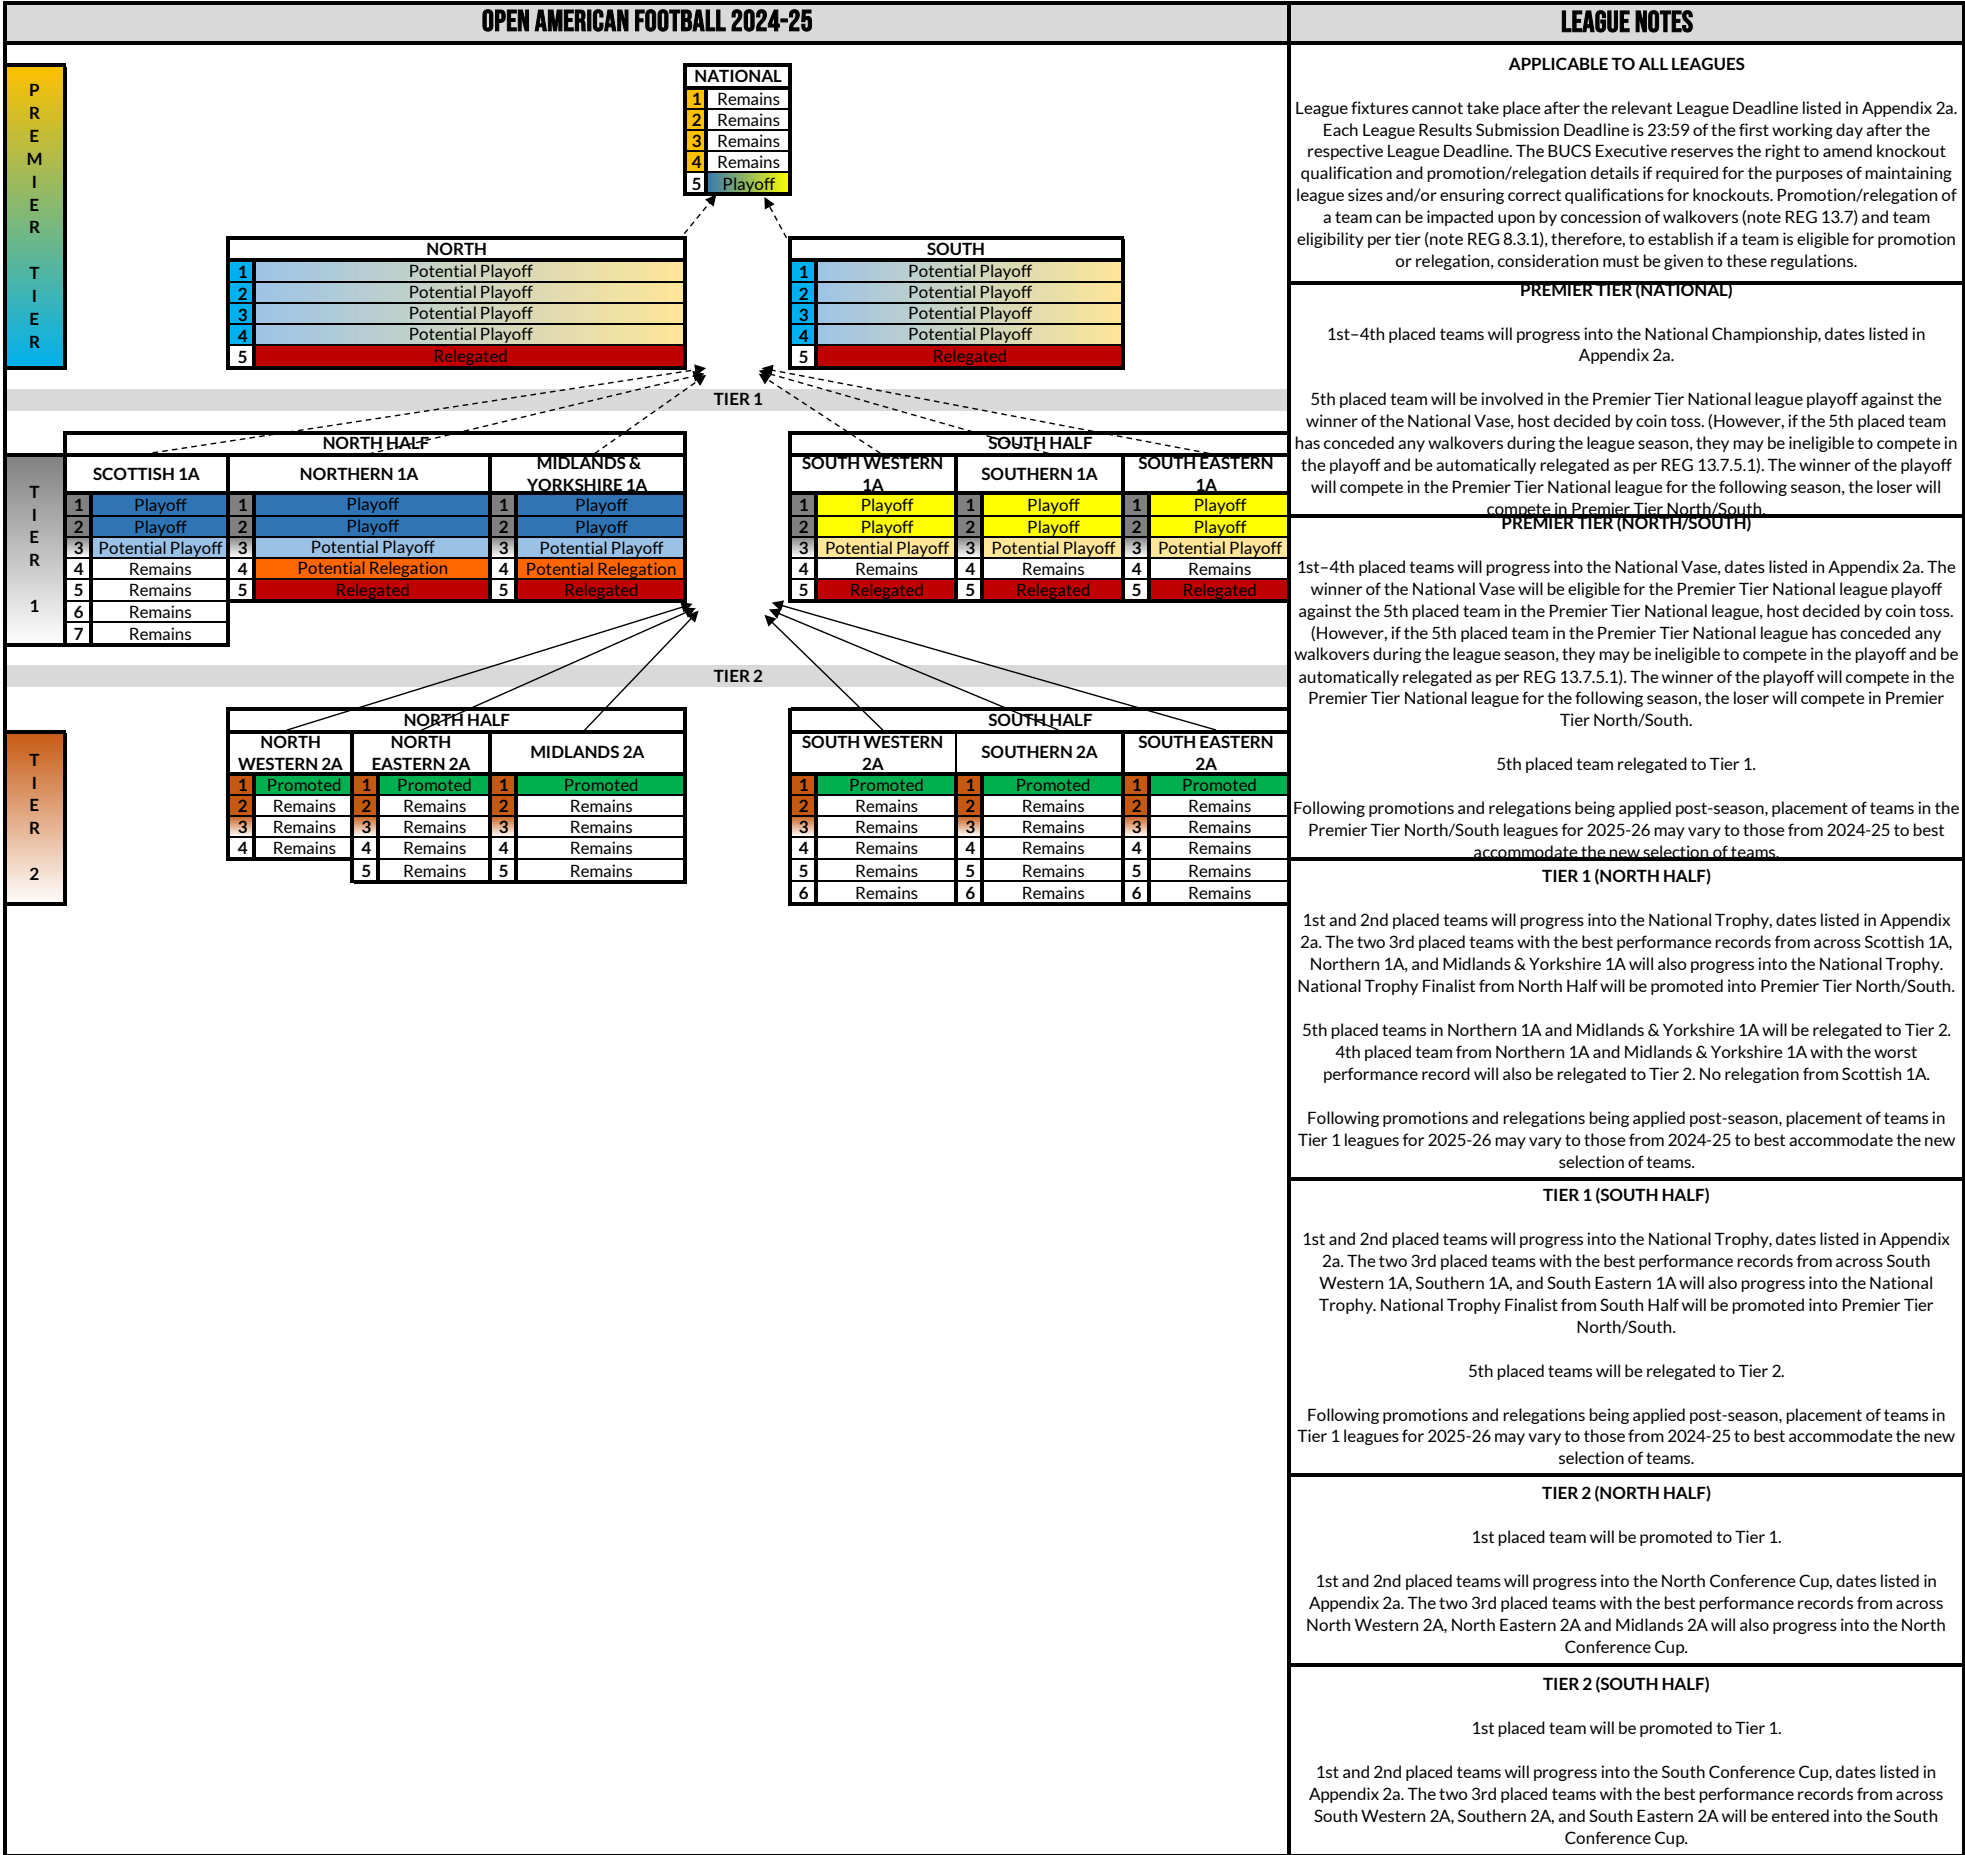 OPEN AMERICAN FOOTBALL 2024-25
PREMIER TIER
NATIONAL
1 Remains
2 Remains
3 Remains
4 Remains
5 Playoff
NORTH
1 Potential Playoff
2 Potential Playoff
3 Potential Playoff
4 Potential Playoff
5 Relegated
SOUTH
1 Potential Playoff
2 Potential Playoff
3 Potential Playoff
4 Potential Playoff
5 Relegated
TIER 1
TIER 1
NORTH HALF
SCOTTISH 1A
1 Playoff
2 Playoff
3 Potential Playoff
4 Remains
5 Remains
6 Remains
7 Remains
NORTHERN 1A
1 Playoff
2 Playoff
3 Potential Playoff
4 Potential Relegation
5 Relegated
MIDLANDS &
YORKSHIRE 1A
1 Playoff
2 Playoff
3 Potential Playoff
4 Potential Relegation
5 Relegated
SOUTH HALF
SOUTH WESTERN
1A
1 Playoff
2 Playoff
3 Potential Playoff
4 Remains
5 Relegated
SOUTHERN 1A
1 Playoff
2 Playoff
3 Potential Playoff
4 Remains
5 Relegated
SOUTH EASTERN
1A
1 Playoff
2 Playoff
3 Potential Playoff
4 Remains
5 Relegated
TIER 2
TIER 2
NORTH HALF
NORTH
WESTERN 2A
1 Promoted
2 Remains
3 Remains
4 Remains
NORTH
EASTERN 2A
1 Promoted
2 Remains
3 Remains
4 Remains
5 Remains
MIDLANDS 2A
1 Promoted
2 Remains
3 Remains
4 Remains
5 Remains
SOUTH HALF
SOUTH WESTERN
2A
1 Promoted
2 Remains
3 Remains
4 Remains
5 Remains
6 Remains
SOUTHERN 2A
1 Promoted
2 Remains
3 Remains
4 Remains
5 Remains
6 Remains
SOUTH EASTERN
2A
1 Promoted
2 Remains
3 Remains
4 Remains
5 Remains
6 Remains
LEAGUE NOTES
APPLICABLE TO ALL LEAGUES
League fixtures cannot take place after the relevant League Deadline listed in Appendix 2a.
Each League Results Submission Deadline is 23:59 of the first working day after the
respective League Deadline. The BUCS Executive reserves the right to amend knockout
qualification and promotion/relegation details if required for the purposes of maintaining
league sizes and/or ensuring correct qualifications for knockouts. Promotion/relegation of
a team can be impacted upon by concession of walkovers (note REG 13.7) and team
eligibility per tier (note REG 8.3.1), therefore, to establish if a team is eligible for promotion
or relegation, consideration must be given to these regulations.
PREMIER TIER (NATIONAL)
1st–4th placed teams will progress into the National Championship, dates listed in
Appendix 2a.
5th placed team will be involved in the Premier Tier National league playoff against the
winner of the National Vase, host decided by coin toss. (However, if the 5th placed team
has conceded any walkovers during the league season, they may be ineligible to compete in
the playoff and be automatically relegated as per REG 13.7.5.1). The winner of the playoff
will compete in the Premier Tier National league for the following season, the loser will
compete in Premier Tier North/South.
PREMIER TIER (NORTH/SOUTH)
1st–4th placed teams will progress into the National Vase, dates listed in Appendix 2a. The
winner of the National Vase will be eligible for the Premier Tier National league playoff
against the 5th placed team in the Premier Tier National league, host decided by coin toss.
(However, if the 5th placed team in the Premier Tier National league has conceded any
walkovers during the league season, they may be ineligible to compete in the playoff and be
automatically relegated as per REG 13.7.5.1). The winner of the playoff will compete in the
Premier Tier National league for the following season, the loser will compete in Premier
Tier North/South.
5th placed team relegated to Tier 1.
Following promotions and relegations being applied post-season, placement of teams in the
Premier Tier North/South leagues for 2025-26 may vary to those from 2024-25 to best
accommodate the new selection of teams.
TIER 1 (NORTH HALF)
1st and 2nd placed teams will progress into the National Trophy, dates listed in Appendix
2a. The two 3rd placed teams with the best performance records from across Scottish 1A,
Northern 1A, and Midlands & Yorkshire 1A will also progress into the National Trophy.
National Trophy Finalist from North Half will be promoted into Premier Tier North/South.
5th placed teams in Northern 1A and Midlands & Yorkshire 1A will be relegated to Tier 2.
4th placed team from Northern 1A and Midlands & Yorkshire 1A with the worst
performance record will also be relegated to Tier 2. No relegation from Scottish 1A.
Following promotions and relegations being applied post-season, placement of teams in
Tier 1 leagues for 2025-26 may vary to those from 2024-25 to best accommodate the new
selection of teams.
TIER 1 (SOUTH HALF)
1st and 2nd placed teams will progress into the National Trophy, dates listed in Appendix
2a. The two 3rd placed teams with the best performance records from across South
Western 1A, Southern 1A, and South Eastern 1A will also progress into the National
Trophy. National Trophy Finalist from South Half will be promoted into Premier Tier
North/South.
5th placed teams will be relegated to Tier 2.
Following promotions and relegations being applied post-season, placement of teams in
Tier 1 leagues for 2025-26 may vary to those from 2024-25 to best accommodate the new
selection of teams.
TIER 2 (NORTH HALF)
1st placed team will be promoted to Tier 1.
1st and 2nd placed teams will progress into the North Conference Cup, dates listed in
Appendix 2a. The two 3rd placed teams with the best performance records from across
North Western 2A, North Eastern 2A and Midlands 2A will also progress into the North
Conference Cup.
TIER 2 (SOUTH HALF)
1st placed team will be promoted to Tier 1.
1st and 2nd placed teams will progress into the South Conference Cup, dates listed in
Appendix 2a. The two 3rd placed teams with the best performance records from across
South Western 2A, Southern 2A, and South Eastern 2A will be entered into the South
Conference Cup.